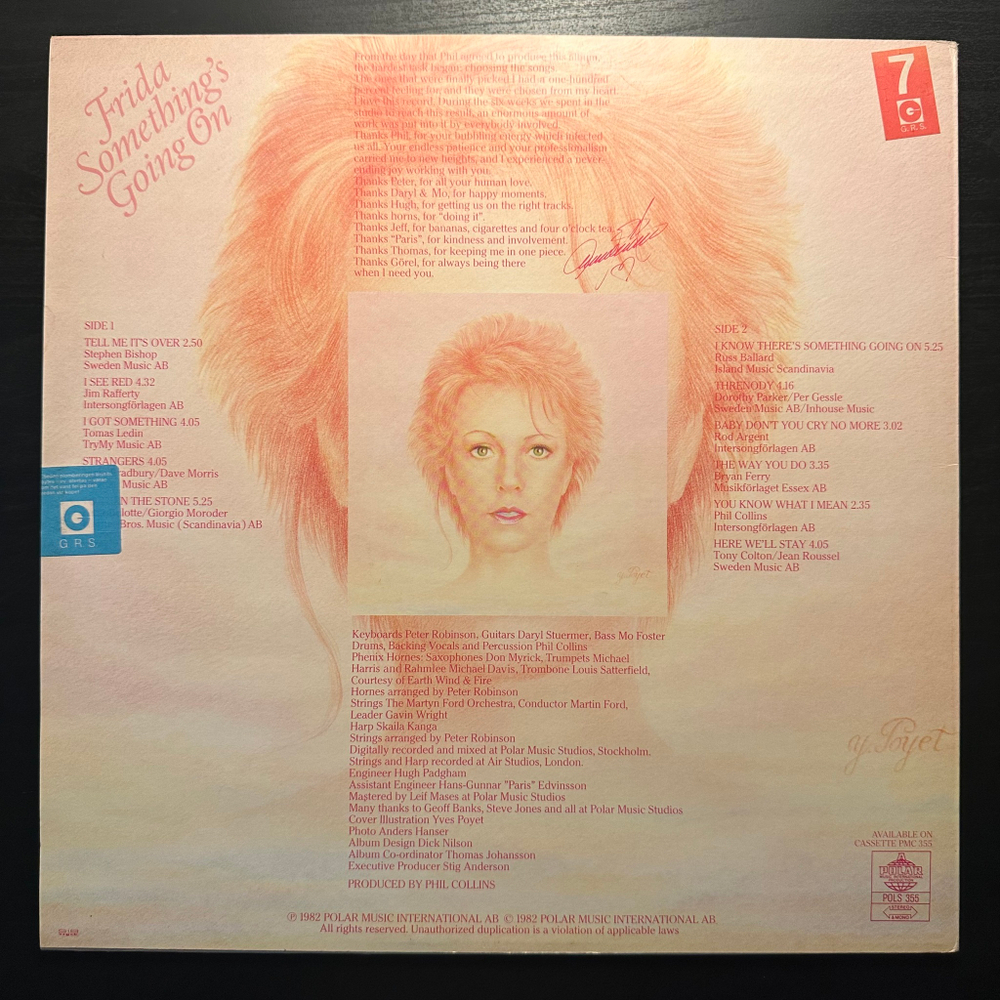 Frida
Something's
Going On
From the day that Phil agreed to produce this album,
the hardest task began; choosing the songs.
The ones that were finally picked I had a one-hundred
percent feeling for, and they were chosen from my heart.
I love this record. During the six weeks we spent in the
studio to reach this result, an enormous amount of
work was put into it by everybody involved.
Thanks Phil, for your bubbling energy which infected
us all. Your endless patience and your professionalism
carried me to new heights, and I experienced a never-
ending joy working with you.
Thanks Peter, for all your human love.
Thanks Daryl & Mo, for happy moments.
Thanks Hugh, for getting us on the right tracks.
Thanks horns, for "doing it".
Thanks Jeff, for bananas, cigarettes and four o'clock tea.
Thanks "Paris", for kindness and involvement.
Thanks Thomas, for keeping me in one piece.
Thanks Görel, for always being there
when I need you.
7
G.R.S.
SIDE 1
TELL ME IT'S OVER 2.50
Stephen Bishop
Sweden Music AB
I SEE RED 4.32
Jim Rafferty
Intersongförlagen AB
I GOT SOMETHING 4.05
Tomas Ledin
TryMy Music AB
STRANGERS 4.05
adbury/Dave Morris
Music AB
N THE STONE 5.25
lotte/Giorgio Moroder
Bros. Music (Scandinavia) AB
G R S
SIDE 2
I KNOW THERE'S SOMETHING GOING ON 5.25
Russ Ballard
Island Music Scandinavia
THRENODY 4.16
Dorothy Parker/Per Gessle
Sweden Music AB/Inhouse Music
BABY DON'T YOU CRY NO MORE 3.02
Rod Argent
Intersongförlagen AB
THE WAY YOU DO 3.35
Bryan Ferry
Musikförlaget Essex AB
YOU KNOW WHAT I MEAN 2.35
Phil Collins
Intersongförlagen AB
HERE WE'LL STAY 4.05
Tony Colton/Jean Roussel
Sweden Music AB
y. Poyet
Keyboards Peter Robinson, Guitars Daryl Stuermer, Bass Mo Foster
Drums, Backing Vocals and Percussion Phil Collins
Phenix Hornes: Saxophones Don Myrick, Trumpets Michael
Harris and Rahmlee Michael Davis, Trombone Louis Satterfield,
Courtesy of Earth Wind & Fire
Hornes arranged by Peter Robinson
Strings The Martyn Ford Orchestra, Conductor Martin Ford,
Leader Gavin Wright
Harp Skaila Kanga
Strings arranged by Peter Robinson
Digitally recorded and mixed at Polar Music Studios, Stockholm.
Strings and Harp recorded at Air Studios, London.
Engineer Hugh Padgham
Assistant Engineer Hans-Gunnar "Paris" Edvinsson
Mastered by Leif Mases at Polar Music Studios
Many thanks to Geoff Banks, Steve Jones and all at Polar Music Studios
Cover Illustration Yves Poyet
Photo Anders Hanser
Album Design Dick Nilson
Album Co-ordinator Thomas Johansson
Executive Producer Stig Anderson
PRODUCED BY PHIL COLLINS
y. Poyet
AVAILABLE ON
CASSETTE PMC 355
A
POLAR
MUSIC INTERNATIONAL
PRODUCTION
POLS 355
STEREO
& MONO
℗ 1982 POLAR MUSIC INTERNATIONAL AB © 1982 POLAR MUSIC INTERNATIONAL AB
All rights reserved. Unauthorized duplication is a violation of applicable laws